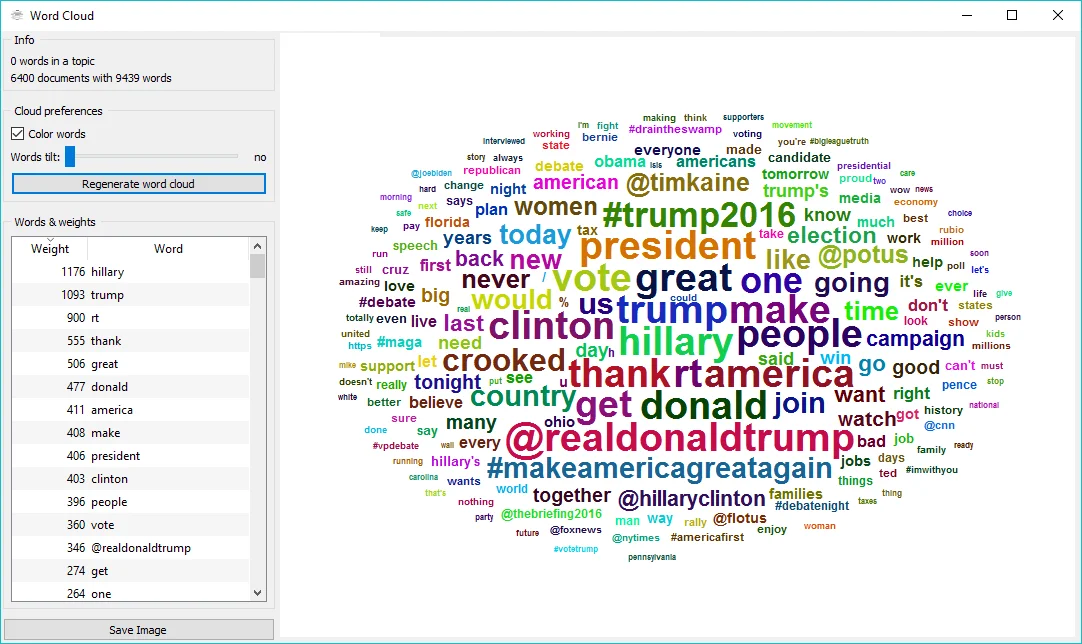 Word Cloud
Info
0 words in a topic
6400 documents with 9439 words
Cloud preferences
Color words
Words tilt: no
Regenerate word cloud
Words & weights
Weight Word
1176 hillary
1093 trump
900 rt
555 thank
506 great
477 donald
411 america
408 make
406 president
403 clinton
396 people
360 vote
346 @realdonaldtrump
274 get
264 one
Save Image
making think supporters
I'm fight #draintheswamp voting movement
interviewed working bernie you're #bigleaguetruth
state everyone made
story always debate obama isis americans candidate
@joebiden republican tomorrow presidential
hard change night american @timkaine trump's proud two care
morning says women media wow news
next plan #trump2016 know economy
safe pay florida today tax much best choice
keep years president take election work rubio
speech back new like @potus million
run first never vote great one going help poll soon
still cruz / it's let's
amazing love big would us could time ever life give
#debate real % trump make don't states
totally even live last clinton look show person
united need hillary people campaign kids
https #maga day h said win millions
mike support let crooked go good can't must
doesn't really tonight put see u thank rt america pence stop
white better believe country want right
sure many ohio get donald join watch got history national
done say @cnn
#vpdebate wall every @realdonaldtrump bad job family ready
running hillary's #makeamericagreatagain jobs days
carolina wants things ted #imwithyou
that's world together @hillaryclinton families thing
nothing #debatenight taxes
party @thebriefing2016 man way rally @flotus
future @foxnews @nytimes #americafirst enjoy woman
#votetrump pennsylvania